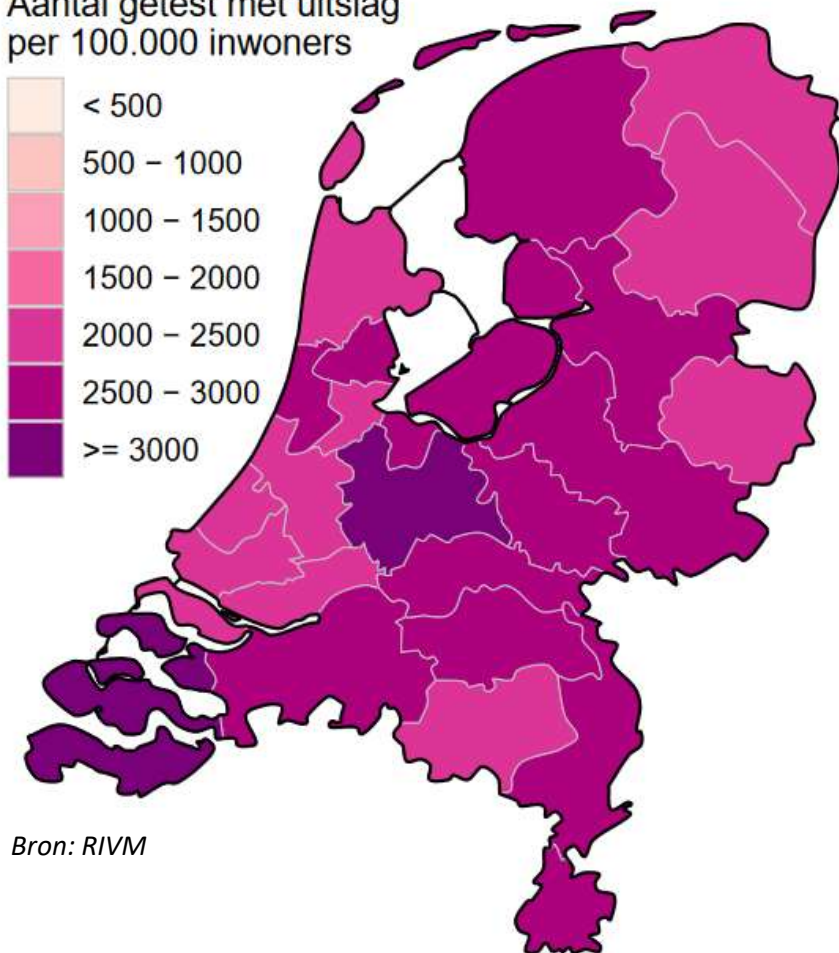 Aantal getest met uitslag
per 100.000 inwoners
< 500
500 − 1000
1000 − 1500
1500 − 2000
2000 − 2500
2500 − 3000
>= 3000
Bron: RIVM